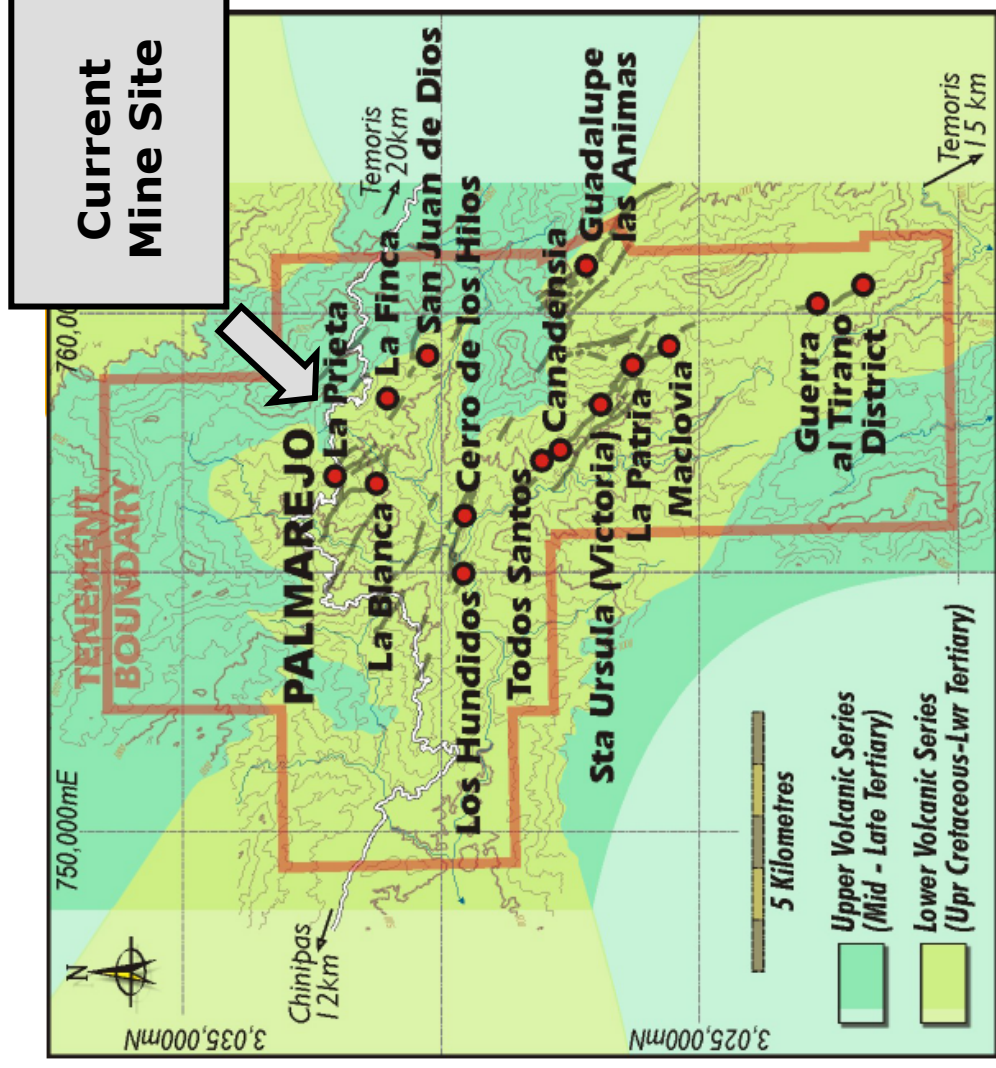 Current
Mine Site
N
750,000mE
760,00
3,035,000mN
3,025,000mN
TENEMENT
BOUNDARY
PALMAREJO
La Prieta
La Blanca
La Finca
San Juan de Dios
Temoris
20km
Chinipas
12km
Los Hundidos
Cerro de los Hilos
Todos Santos
Canadensia
Guadalupe
las Animas
Sta Ursula (Victoria)
La Patria
Maclovia
Guerra
al Tirano
District
Temoris
15 km
5 Kilometres
Upper Volcanic Series
(Mid - Late Tertiary)
Lower Volcanic Series
(Upr Cretaceous-Lwr Tertiary)